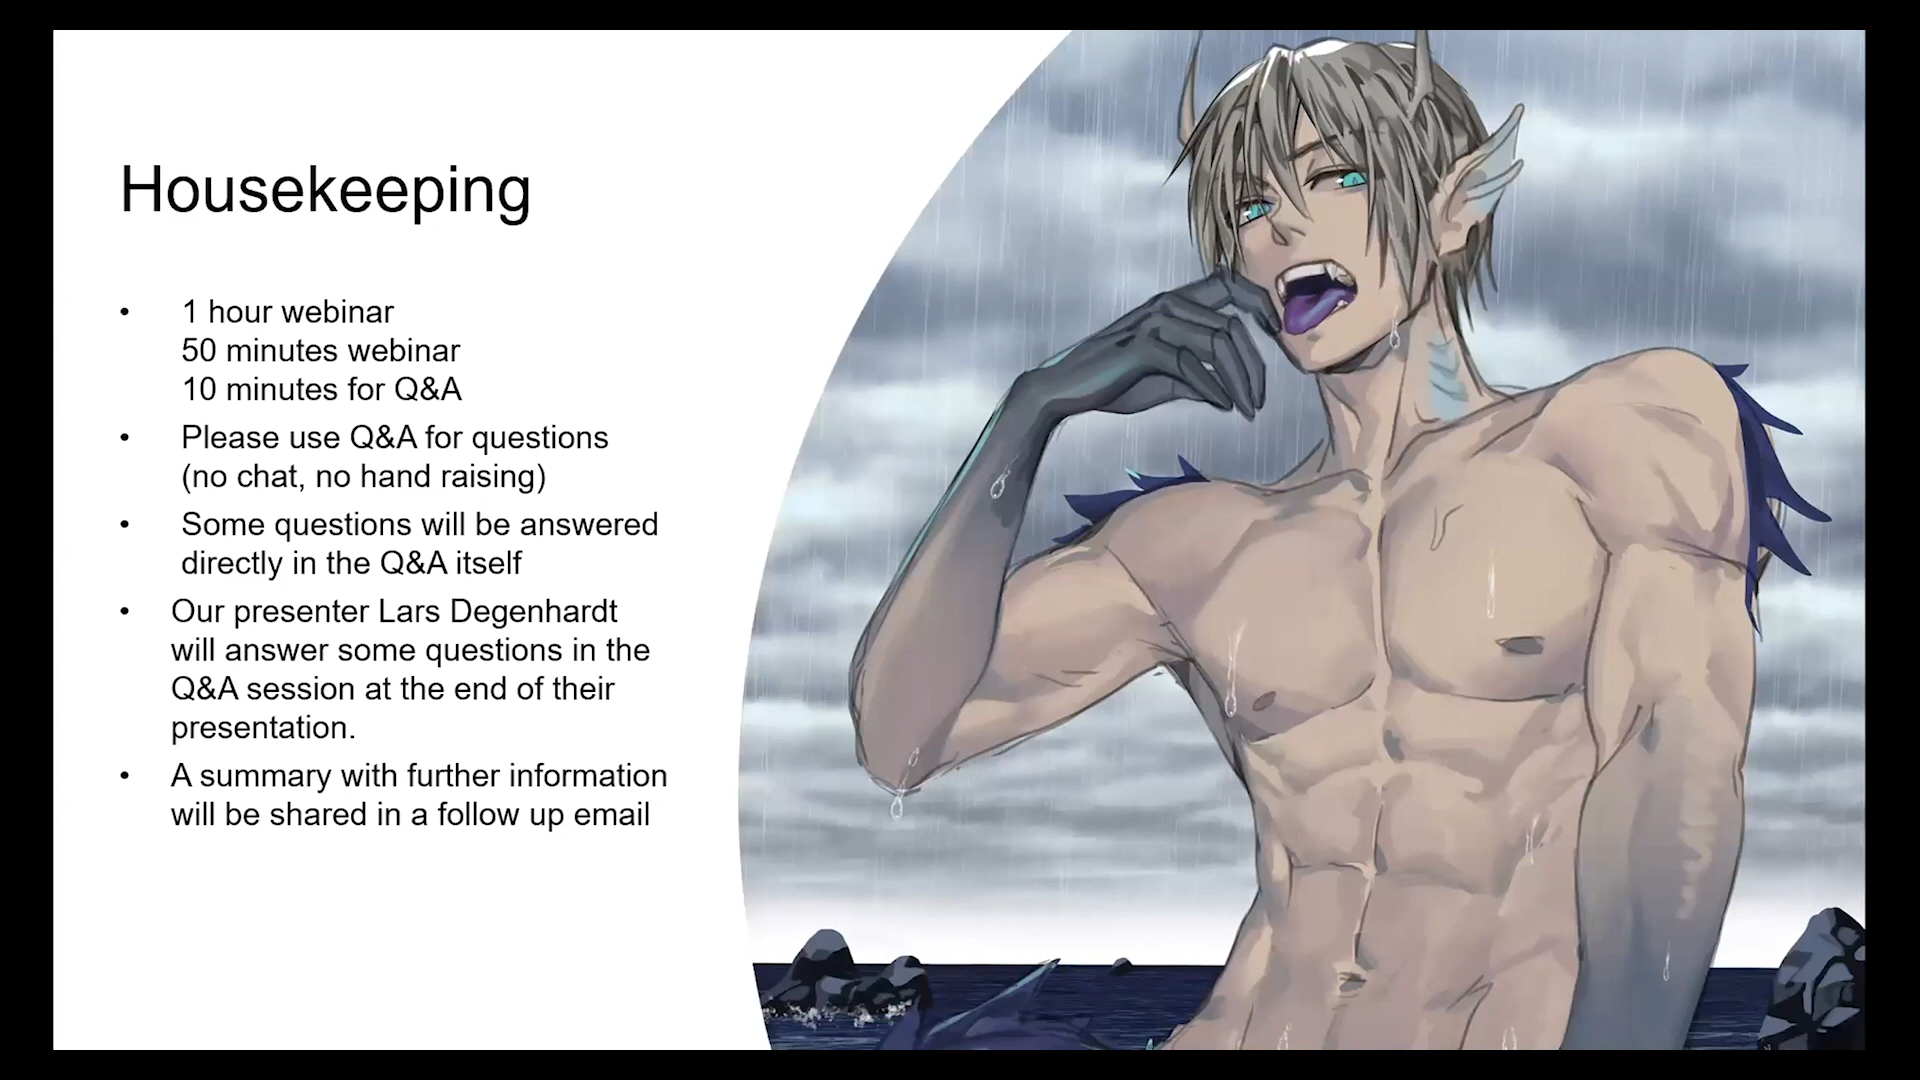 Housekeeping
• 1 hour webinar
50 minutes webinar
10 minutes for Q&A
• Please use Q&A for questions
(no chat, no hand raising)
• Some questions will be answered
directly in the Q&A itself
• Our presenter Lars Degenhardt
will answer some questions in the
Q&A session at the end of their
presentation.
• A summary with further information
will be shared in a follow up email